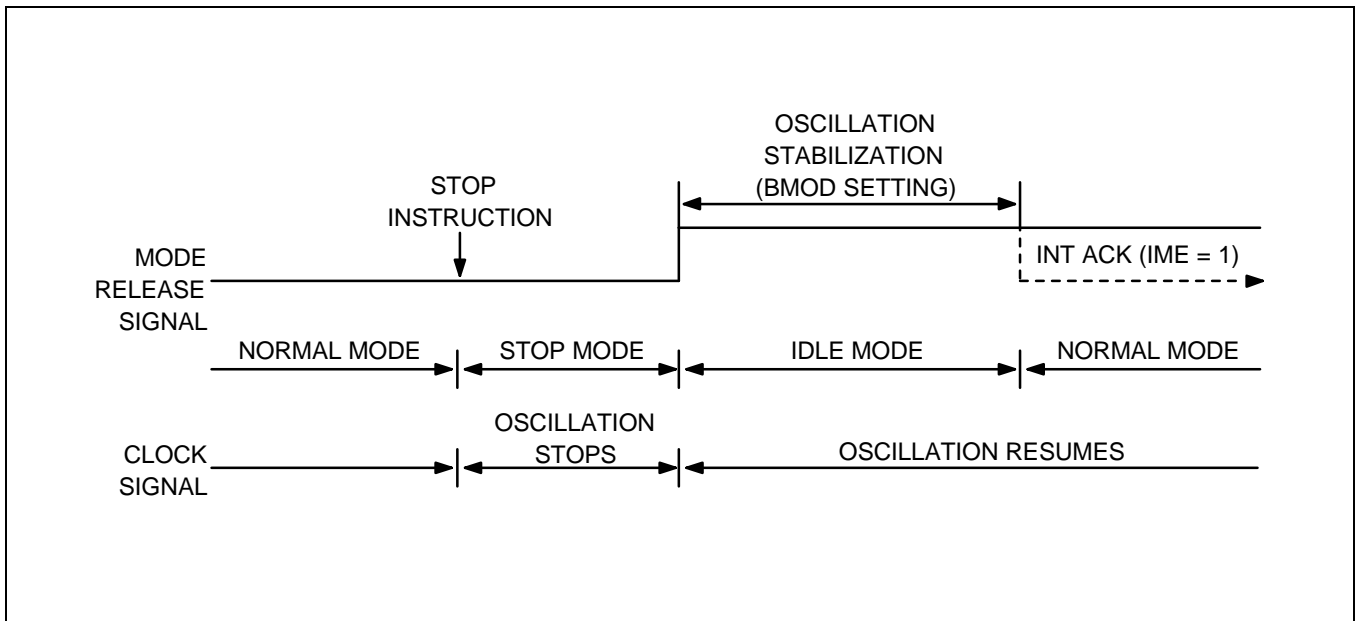 OSCILLATION
STABILIZATION
(BMOD SETTING)
STOP
INSTRUCTION
INT ACK (IME = 1)
MODE
RELEASE
SIGNAL
NORMAL MODE
STOP MODE
IDLE MODE
NORMAL MODE
OSCILLATION
STOPS
OSCILLATION RESUMES
CLOCK
SIGNAL